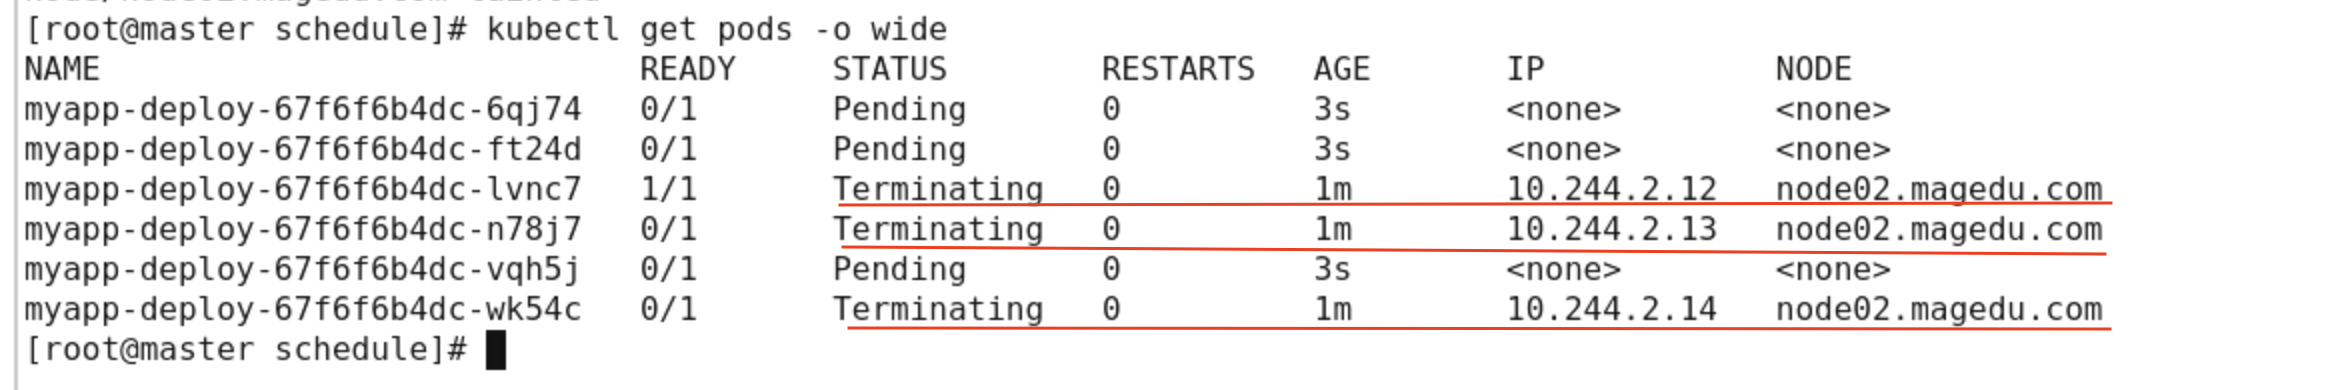 [root@master schedule]# kubectl get pods -o wide
NAME READY STATUS RESTARTS AGE IP NODE
myapp-deploy-67f6f6b4dc-6qj74 0/1 Pending 0 3s <none> <none>
myapp-deploy-67f6f6b4dc-ft24d 0/1 Pending 0 3s <none> <none>
myapp-deploy-67f6f6b4dc-lvnc7 1/1 Terminating 0 1m 10.244.2.12 node02.magedu.com
myapp-deploy-67f6f6b4dc-n78j7 0/1 Terminating 0 1m 10.244.2.13 node02.magedu.com
myapp-deploy-67f6f6b4dc-vqh5j 0/1 Pending 0 3s <none> <none>
myapp-deploy-67f6f6b4dc-wk54c 0/1 Terminating 0 1m 10.244.2.14 node02.magedu.com
[root@master schedule]#